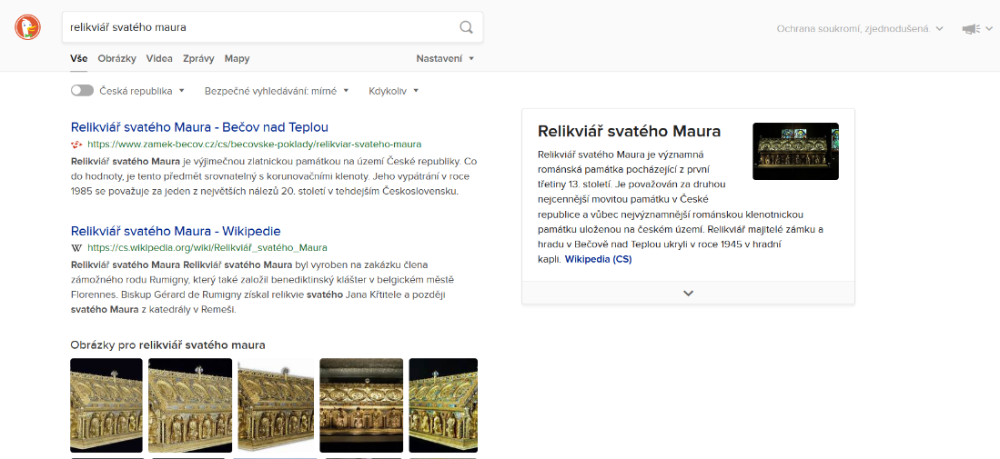 relikviář svatého maura
Ochrana soukromí, zjednodušená.
Vše Obrázky Videa Zprávy Mapy Nastavení
Česká republika Bezpečné vyhledávání: mírné Kdykoliv
Relikviář svatého Maura - Bečov nad Teplou
https://www.zamek-becov.cz/cs/becovske-poklady/relikviar-svateho-maura
Relikviář svatého Maura je výjimečnou zlatnickou památkou na území České republiky. Co
do hodnoty, je tento předmět srovnatelný s korunovačními klenoty. Jeho vypátrání v roce
1985 se považuje za jeden z největších nálezů 20. století v tehdejším Československu.
Relikviář svatého Maura - Wikipedie
https://cs.wikipedia.org/wiki/Relikviář_svatého_Maura
Relikviář svatého Maura Relikviář svatého Maura byl vyroben na zakázku člena
zámožného rodu Rumigny, který také založil benediktinský klášter v belgickém městě
Florennes. Biskup Gérard de Rumigny získal relikvie svatého Jana Křtitele a později
svatého Maura z katedrály v Remeši.
Obrázky pro relikviář svatého maura
Relikviář svatého Maura
Relikviář svatého Maura je významná
románská památka pocházející z první
třetiny 13. století. Je považován za druhou
nejcennější movitou památku v České
republice a vůbec nejvýznamnější románskou klenotnickou
památku uloženou na českém území. Relikviář majitelé zámku a
hradu v Bečově nad Teplou ukryli v roce 1945 v hradní
kapli. Wikipedia (CS)